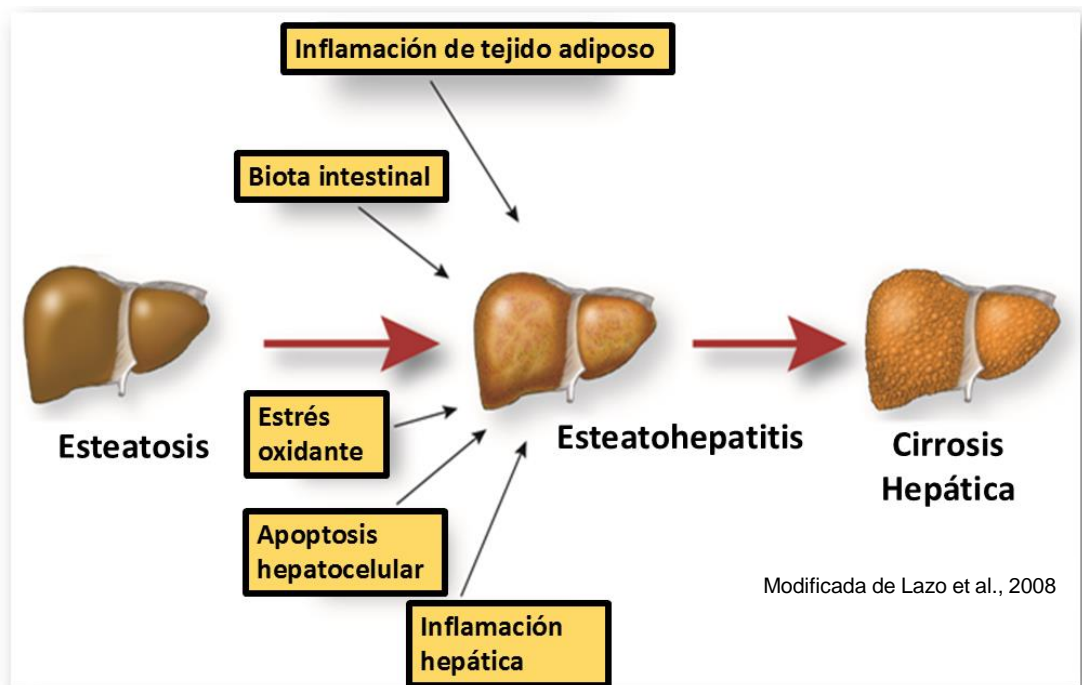 Inflamación de tejido adiposo
Biota intestinal
Esteatosis
Estrés
oxidante
Esteatohepatitis
Cirrosis
Hepática
Apoptosis
hepatocelular
Inflamación
hepática
Modificada de Lazo et al., 2008